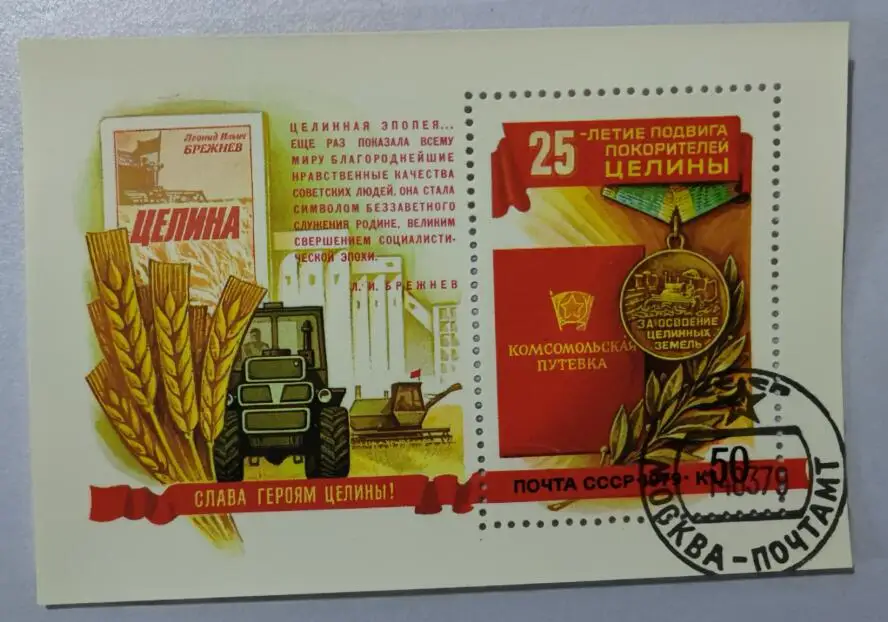 Леонид Ильич
БРЕЖНЕВ
ЦЕЛИНА
ЦЕЛИННАЯ ЭПОПЕЯ...
ЕЩЕ РАЗ ПОКАЗАЛА ВСЕМУ
МИРУ БЛАГОРОДНЕЙШИЕ
НРАВСТВЕННЫЕ КАЧЕСТВА
СОВЕТСКИХ ЛЮДЕЙ. ОНА СТАЛА
СИМВОЛОМ БЕЗЗАВЕТНОГО
СЛУЖЕНИЯ РОДИНЕ, ВЕЛИКИМ
СВЕРШЕНИЕМ СОЦИАЛИСТИ-
ЧЕСКОЙ ЭПОХИ.
Л. И. БРЕЖНЕВ
СЛАВА ГЕРОЯМ ЦЕЛИНЫ!
25-ЛЕТИЕ ПОДВИГА
ПОКОРИТЕЛЕЙ
ЦЕЛИНЫ
ЗА ОСВОЕНИЕ
ЦЕЛИННЫХ
ЗЕМЕЛЬ
КОМСОМОЛЬСКАЯ
ПУТЕВКА
ПОЧТА СССР·1979·
50
140379
МОСКВА-ПОЧТАМТ